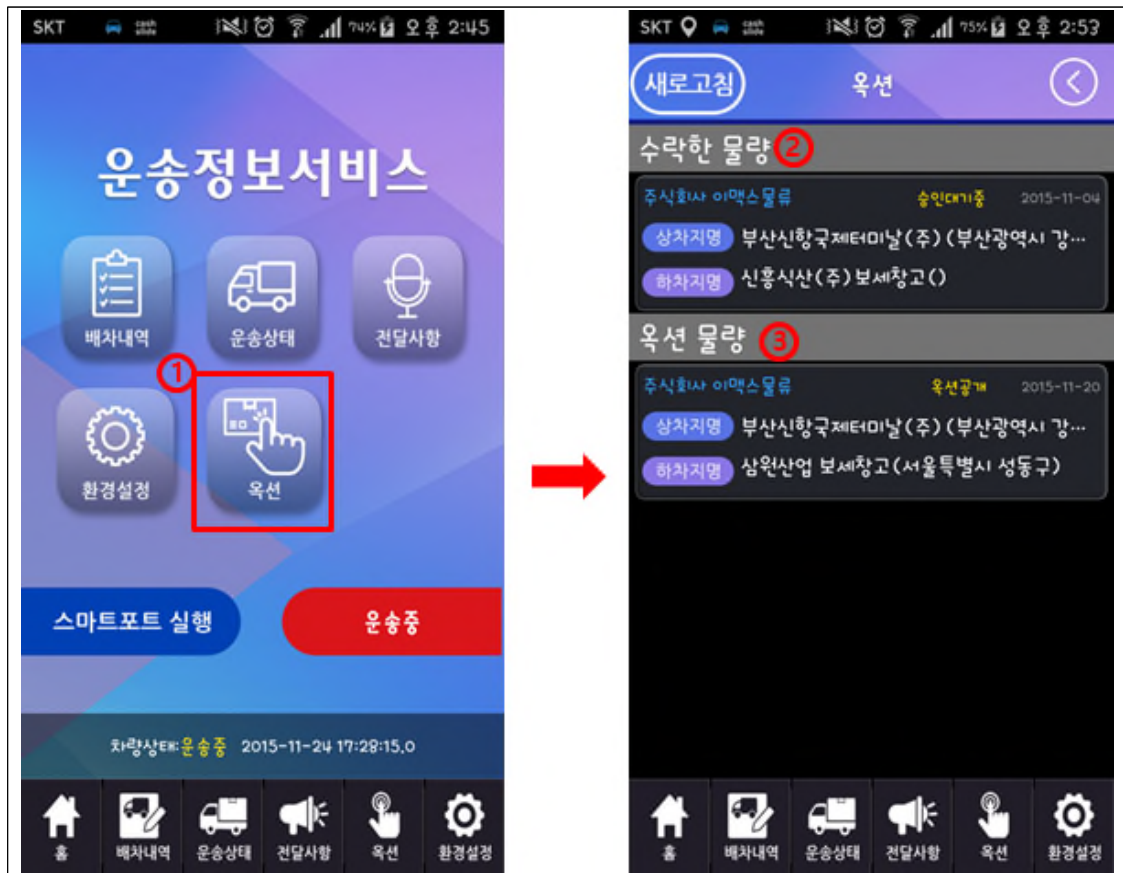 SKT cash slide 74% 오후 2:45
운송정보서비스
배차내역 운송상태 전달사항
①
환경설정 옥션
스마트포트 실행 운송중
차량상태:운송중 2015-11-24 17:28:15.0
홈 배차내역 운송상태 전달사항 옥션 환경설정
SKT cash slide 75% 오후 2:53
새로고침 옥션
수락한 물량 ②
주식회사 이맥스물류 승인대기중 2015-11-04
상차지명 부산신항국제터미날(주)(부산광역시 강…
하차지명 신흥식산(주)보세창고()
옥션 물량 ③
주식회사 이맥스물류 옥션공개 2015-11-20
상차지명 부산신항국제터미날(주)(부산광역시 강…
하차지명 삼원산업 보세창고(서울특별시 성동구)
홈 배차내역 운송상태 전달사항 옥션 환경설정